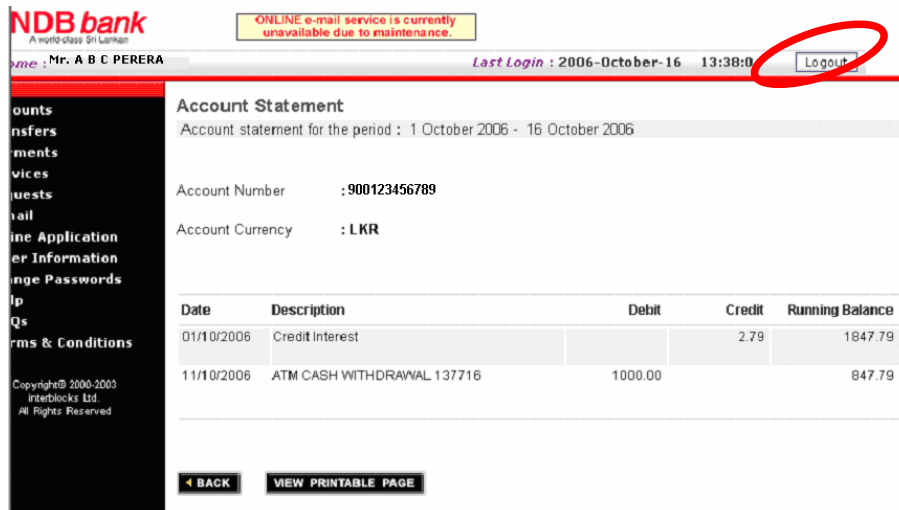 NDB bank
A world-class Sri Lankan
ONLINE e-mail service is currently
unavailable due to maintenance.
ome : Mr. A B C PERERA
Last Login : 2006-October-16 13:38:0
Logout
ounts
nsfers
ments
vices
uests
ail
ine Application
er Information
nge Passwords
lp
Qs
rms & Conditions
Copyright© 2000-2003
interblocks Ltd.
All Rights Reserved
Account Statement
Account statement for the period : 1 October 2006 - 16 October 2006
Account Number : 900123456789
Account Currency : LKR
Date Description Debit Credit Running Balance
01/10/2006 Credit Interest 2.79 1847.79
11/10/2006 ATM CASH WITHDRAWAL 137716 1000.00 847.79
BACK VIEW PRINTABLE PAGE